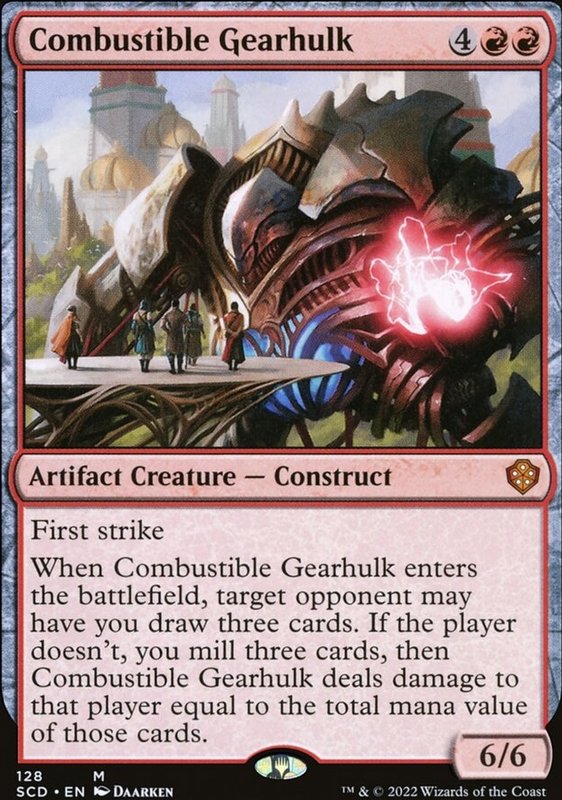 Combustible Gearhulk 4
Artifact Creature — Construct
First strike
When Combustible Gearhulk enters
the battlefield, target opponent may
have you draw three cards. If the player
doesn't, you mill three cards, then
Combustible Gearhulk deals damage to
that player equal to the total mana value
of those cards.
6/6
128 M
SCD • EN DAARKEN
™ & © 2022 Wizards of the Coast